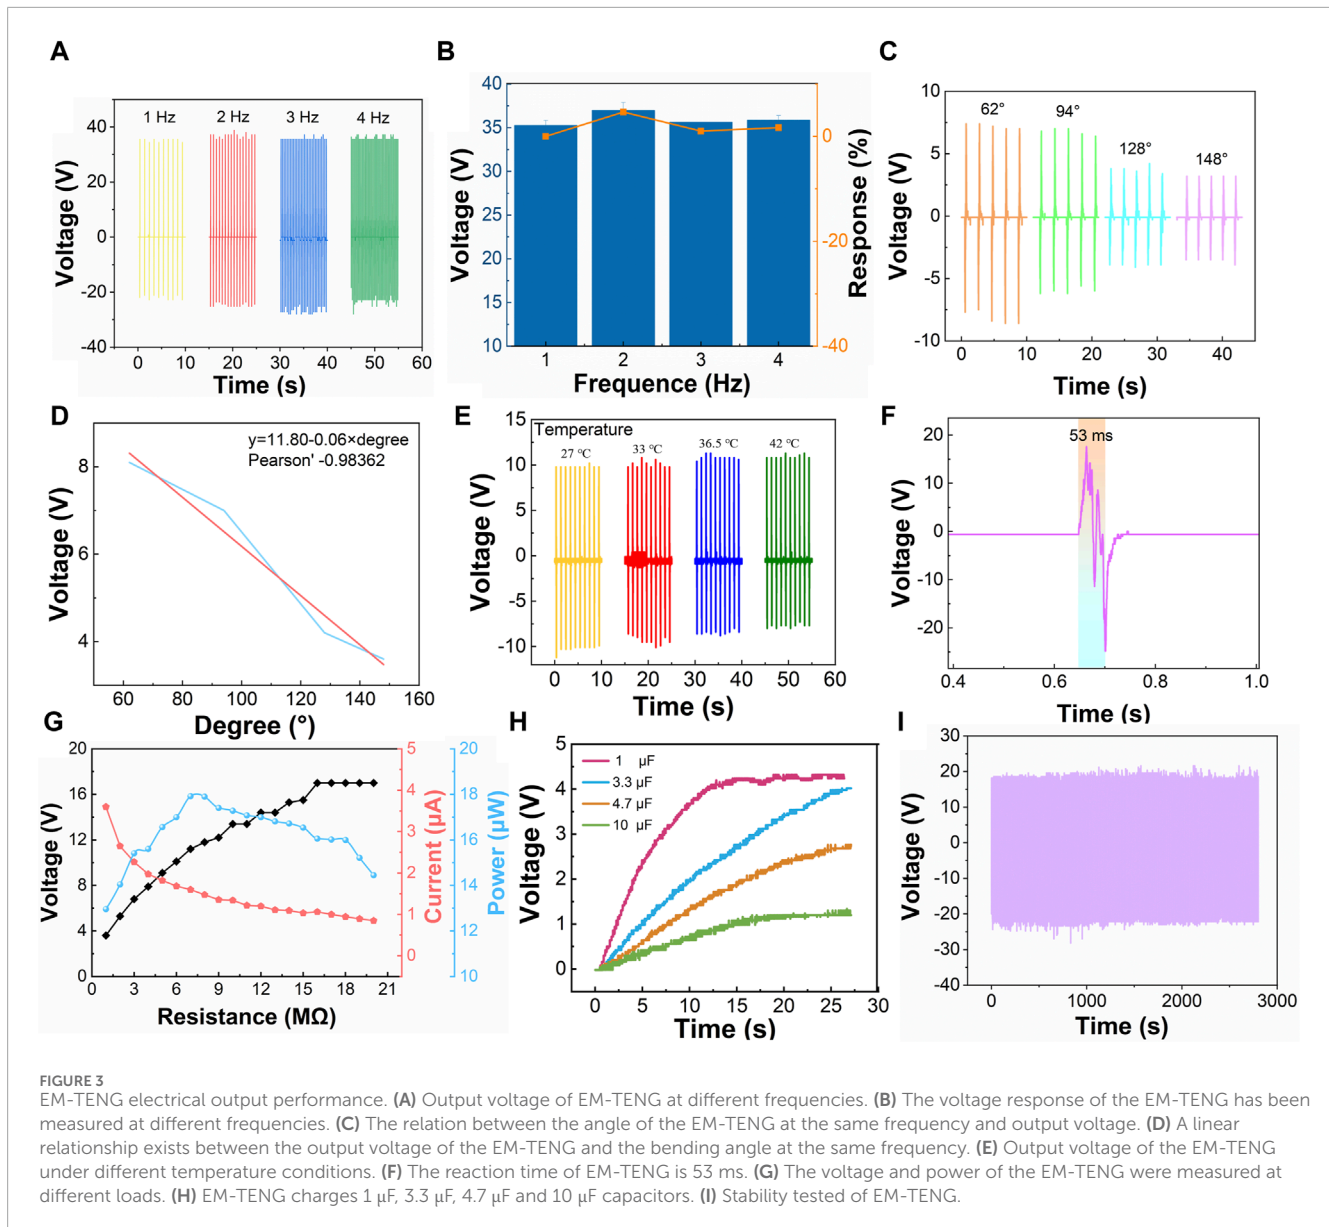 A
1 Hz 2 Hz 3 Hz 4 Hz
60
40
20
0
-20
-40
Voltage (V)
0 10 20 30 40 50 60
Time (s)
B
40
35
30
25
20
35
15
10
Voltage (V)
0
-20
-40
Response (%)
1 2 3 4
Frequence (Hz)
C
62° 94° 128° 148°
10
5
0
-5
-10
Voltage (V)
0 10 20 30 40
Time (s)
D
y=11.80-0.06×degree
Pearson' -0.98362
8
6
4
Voltage (V)
60 80 100 120 140 160
Degree (°)
E
Temperature
27 °C 33 °C 36.5 °C 42 °C
15
10
5
0
-5
-10
Voltage (V)
0 10 20 30 40 50 60
Time (s)
F
53 ms
20
10
0
-10
-20
Voltage (V)
0.4 0.6 0.8 1.0
Time (s)
G
20
16
12
8
4
0
Voltage (V)
5
4
3
2
1
0
Current (μA)
20
18
16
14
12
10
Power (μW)
0 3 6 9 12 15 18 21
Resistance (MΩ)
H
1 μF
3.3 μF
4.7 μF
10 μF
5
4
3
2
1
0
Voltage (V)
0 5 10 15 20 25 30
Time (s)
I
30
20
10
0
-10
-20
-30
-40
Voltage (V)
0 1000 2000 3000
Time (s)
FIGURE 3
EM-TENG electrical output performance. (A) Output voltage of EM-TENG at different frequencies. (B) The voltage response of the EM-TENG has been
measured at different frequencies. (C) The relation between the angle of the EM-TENG at the same frequency and output voltage. (D) A linear
relationship exists between the output voltage of the EM-TENG and the bending angle at the same frequency. (E) Output voltage of the EM-TENG
under different temperature conditions. (F) The reaction time of EM-TENG is 53 ms. (G) The voltage and power of the EM-TENG were measured at
different loads. (H) EM-TENG charges 1 μF, 3.3 μF, 4.7 μF and 10 μF capacitors. (I) Stability tested of EM-TENG.